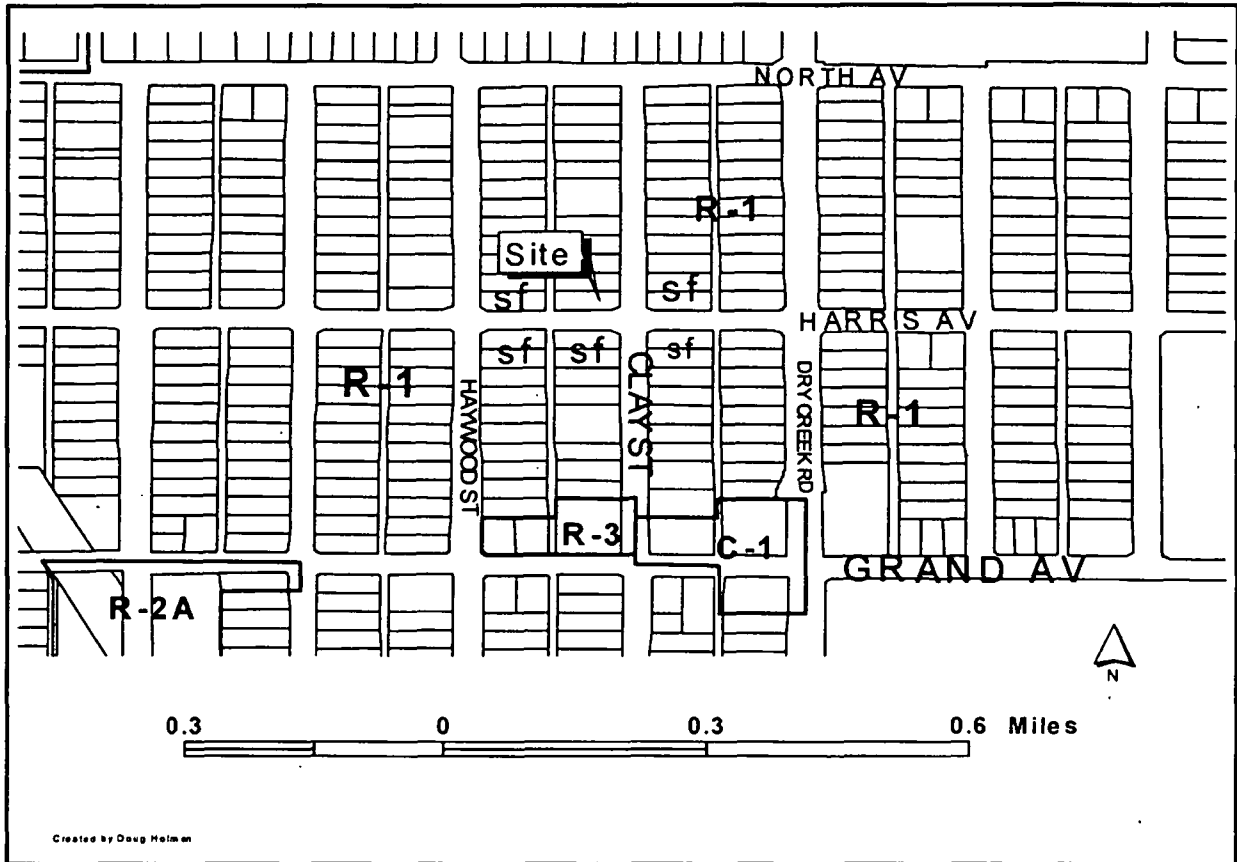 NORTH AV
R-1
Site
sf
sf
HARRIS AV
sf
sf
sf
R-1
HAYWOOD ST
CLAY ST
DRY CREEK RD
R-1
R-3
C-1
GRAND AV
R-2A
N
0.3 0 0.3 0.6 Miles
Created by Doug Holman